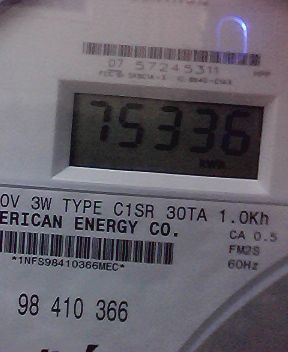 07 57245311
75336
KWH
0V 3W TYPE C1SR 30TA 1.0Kh
ERICAN ENERGY CO.
CA 0.5
FM2S
60Hz
*1NFS98410366MEC*
98 410 366